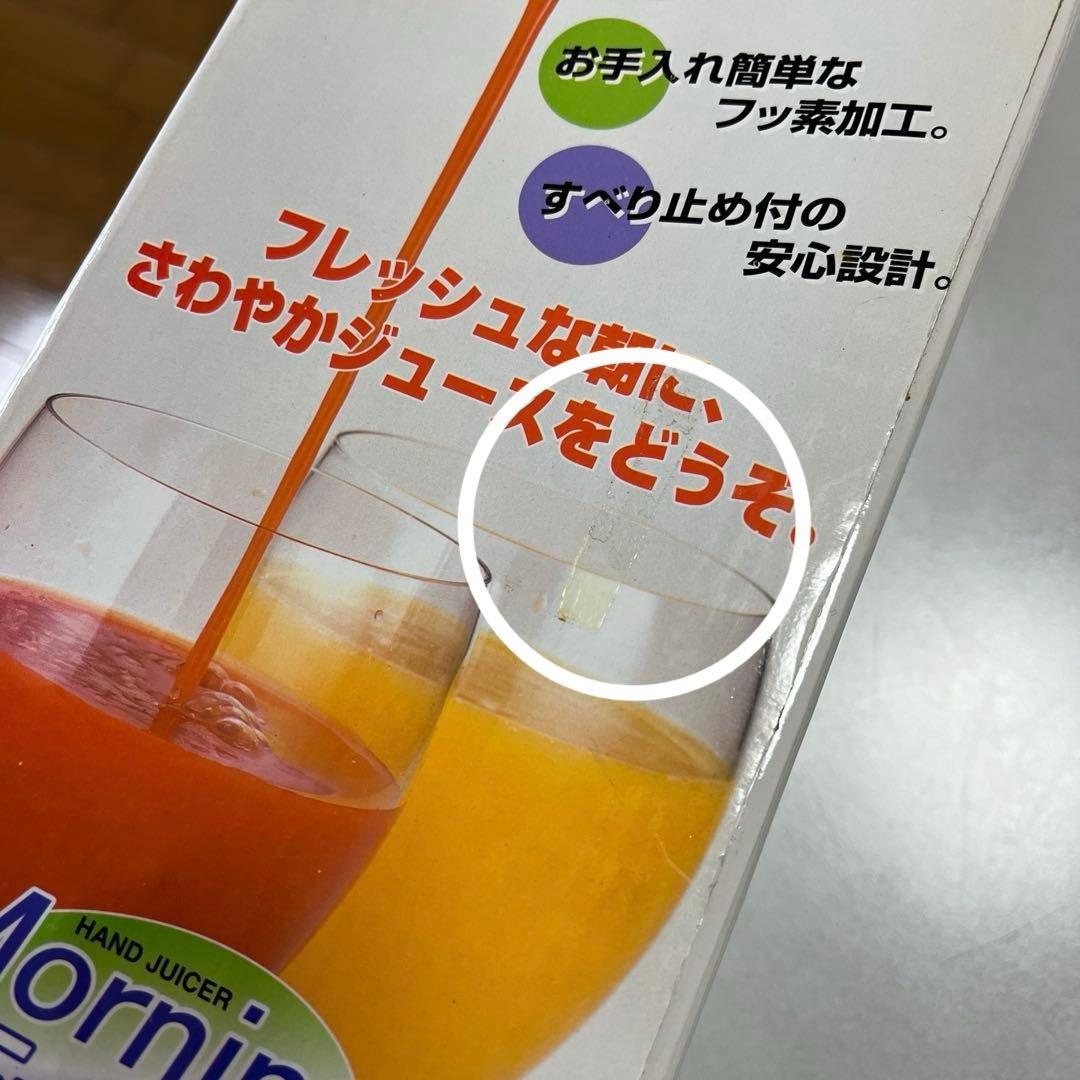 お手入れ簡単な
フッ素加工。
すべり止め付の
安心設計。
フレッシュな朝に、
さわやかジュースをどうぞ。
HAND JUICER
Mornin